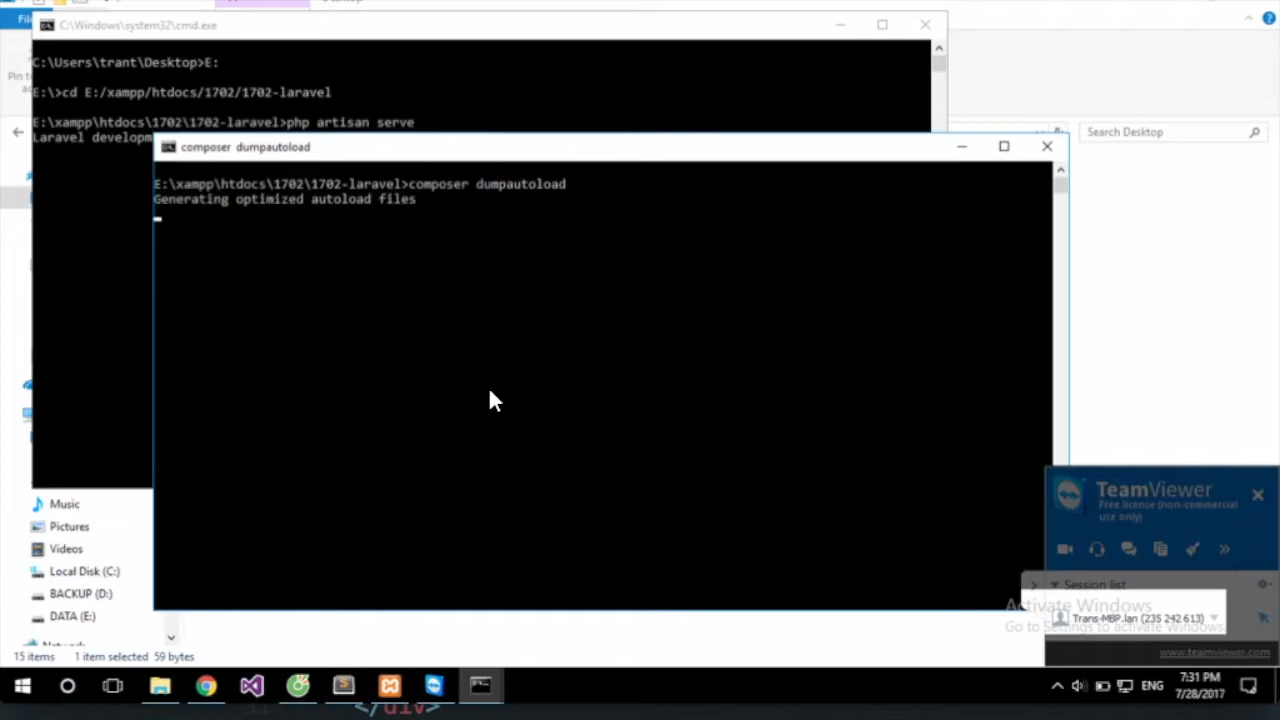 C:\Windows\system32\cmd.exe
C:\Users\trant\Desktop>E:
E:\>cd E:/xampp/htdocs/1702/1702-laravel
E:\xampp\htdocs\1702\1702-laravel>php artisan serve
Laravel developm
composer dumpautoload
E:\xampp\htdocs\1702\1702-laravel>composer dumpautoload
Generating optimized autoload files
Search Desktop
Music
Pictures
Videos
Local Disk (C:)
BACKUP (D:)
DATA (E:)
15 items 1 item selected 59 bytes
TeamViewer
Free license (non-commercial
use only)
Session list
Trans-MBP.lan (235 242 613)
Activate Windows
Go to Settings to activate Windows.
www.teamviewer.com
ENG
7:31 PM
7/28/2017
</div>